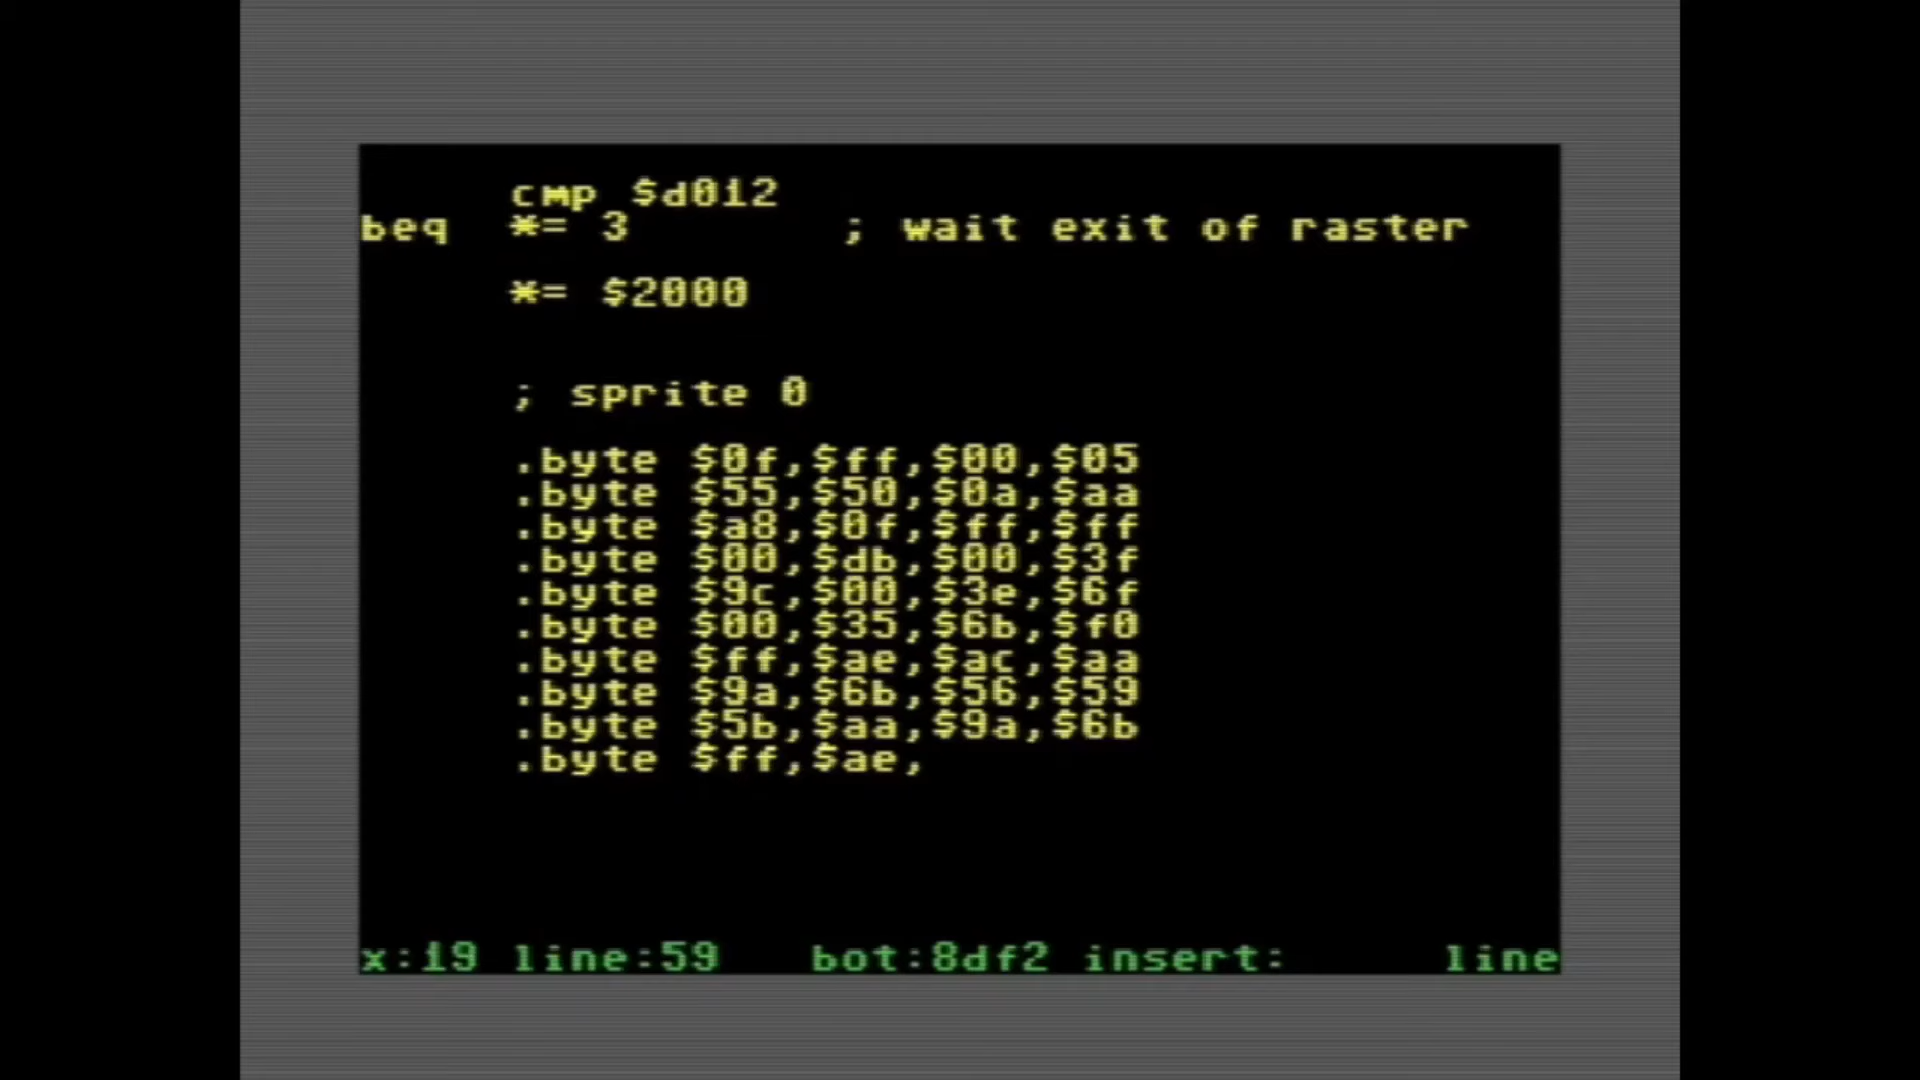 cmp $d012
beq *= 3 ; wait exit of raster
*= $2000
; sprite 0
.byte $0f,$ff,$00,$05
.byte $55,$50,$0a,$aa
.byte $a8,$0f,$ff,$ff
.byte $00,$db,$00,$3f
.byte $9c,$00,$3e,$6f
.byte $00,$35,$6b,$f0
.byte $ff,$ae,$ac,$aa
.byte $9a,$6b,$56,$59
.byte $5b,$aa,$9a,$6b
.byte $ff,$ae,
x:19 line:59 bot:8df2 insert: line